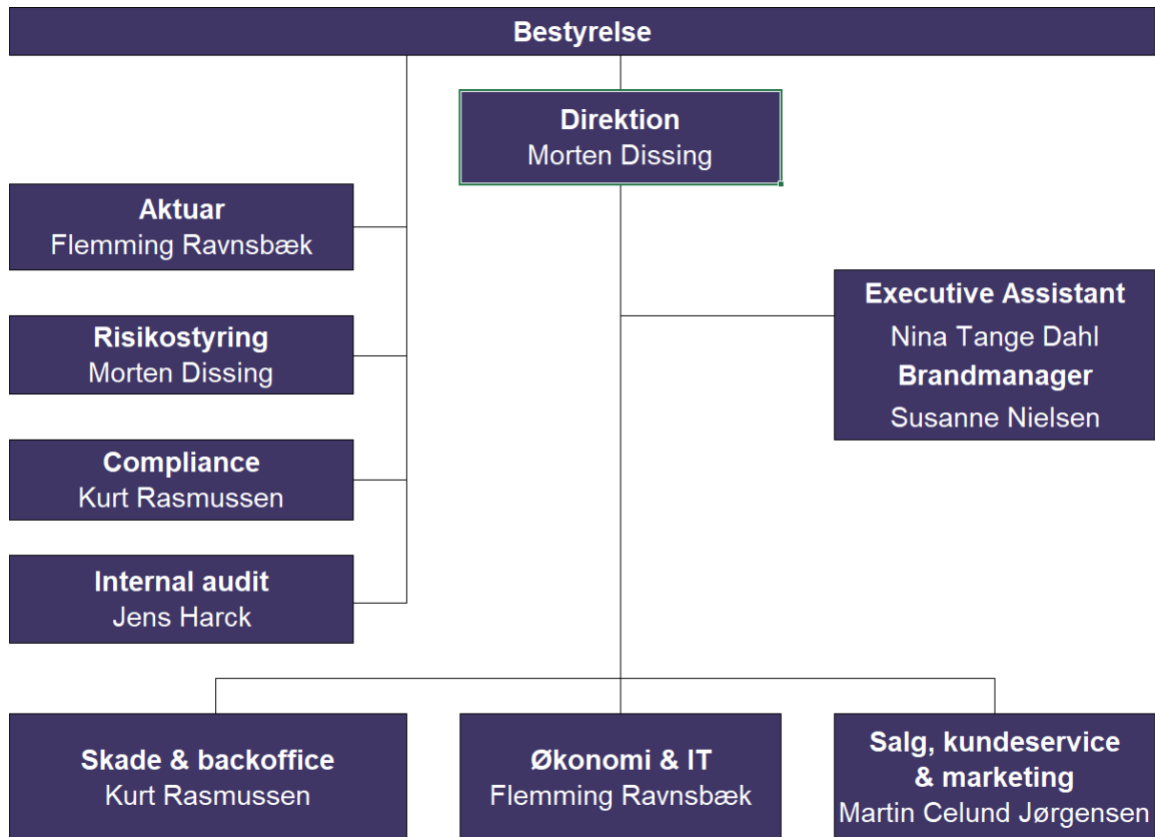 Bestyrelse
Direktion
Morten Dissing
Aktuar
Flemming Ravnsbæk
Executive Assistant
Nina Tange Dahl
Brandmanager
Susanne Nielsen
Risikostyring
Morten Dissing
Compliance
Kurt Rasmussen
Internal audit
Jens Harck
Skade & backoffice
Kurt Rasmussen
Økonomi & IT
Flemming Ravnsbæk
Salg, kundeservice
& marketing
Martin Celund Jørgensen